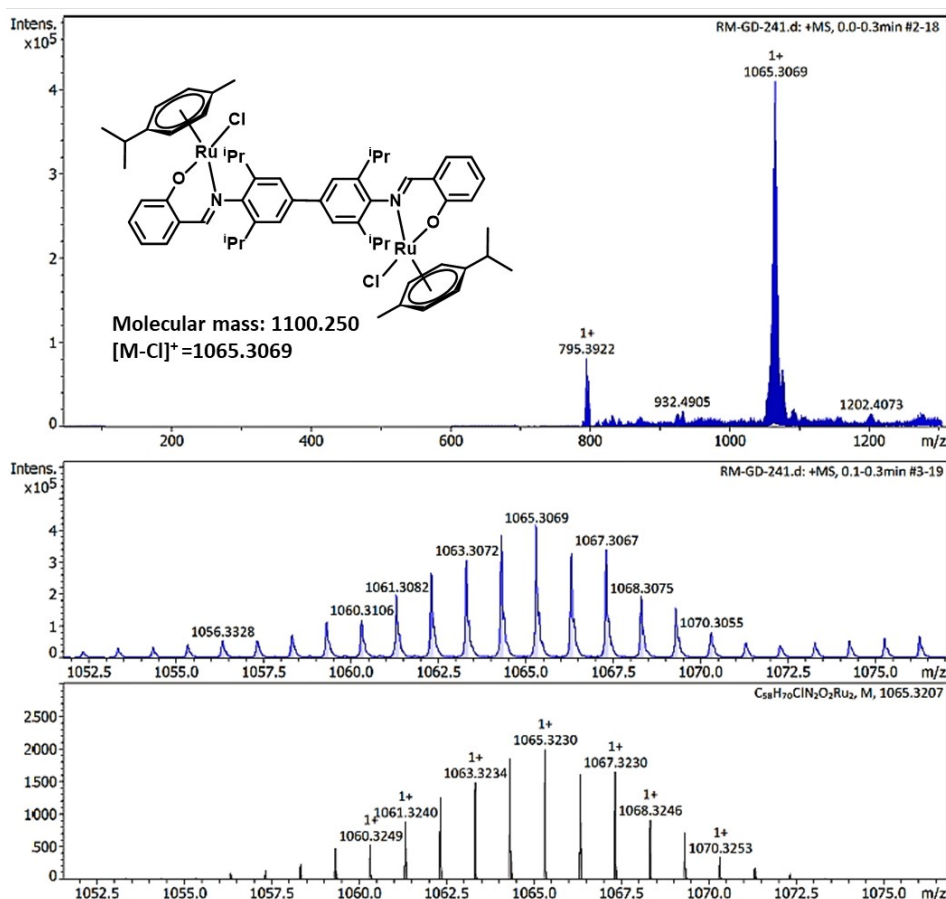 Intens.
x10⁵
RM-GD-241.d: +MS, 0.0-0.3min #2-18
4
3
2
1
0
1+
1065.3069
1+
795.3922
932.4905
1202.4073
200
400
600
800
1000
1200
m/z
Cl
Ru
O
N
ⁱPr
ⁱPr
ⁱPr
ⁱPr
N
O
Ru
Cl
Molecular mass: 1100.250
[M-Cl]⁺ =1065.3069
Intens.
x10⁵
RM-GD-241.d: +MS, 0.1-0.3min #3-19
4
3
2
1
0
1056.3328
1060.3106
1061.3082
1063.3072
1065.3069
1067.3067
1068.3075
1070.3055
1052.5
1055.0
1057.5
1060.0
1062.5
1065.0
1067.5
1070.0
1072.5
1075.0
m/z
C₅₈H₇₀ClN₂O₂Ru₂, M, 1065.3207
2500
2000
1500
1000
500
0
1+
1060.3249
1+
1061.3240
1+
1063.3234
1+
1065.3230
1+
1067.3230
1+
1068.3246
1+
1070.3253
1052.5
1055.0
1057.5
1060.0
1062.5
1065.0
1067.5
1070.0
1072.5
1075.0
m/z